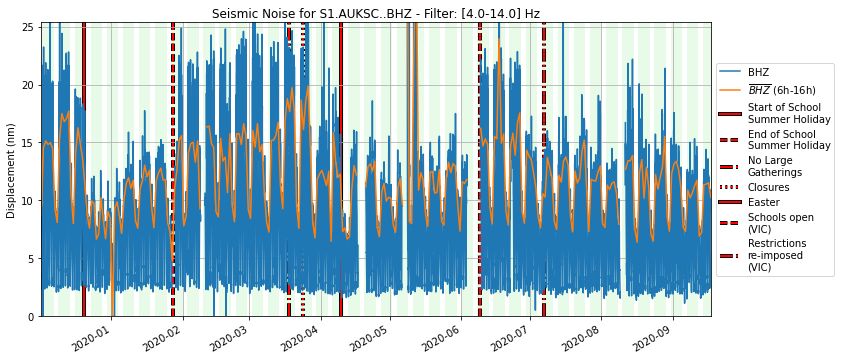 Seismic Noise for S1.AUKSC..BHZ - Filter: [4.0-14.0] Hz
25
20
15
10
5
0
Displacement (nm)
2020-01
2020-02
2020-03
2020-04
2020-05
2020-06
2020-07
2020-08
2020-09
BHZ
BHZ (6h-16h)
Start of School
Summer Holiday
End of School
Summer Holiday
No Large
Gatherings
Closures
Easter
Schools open
(VIC)
Restrictions
re-imposed
(VIC)